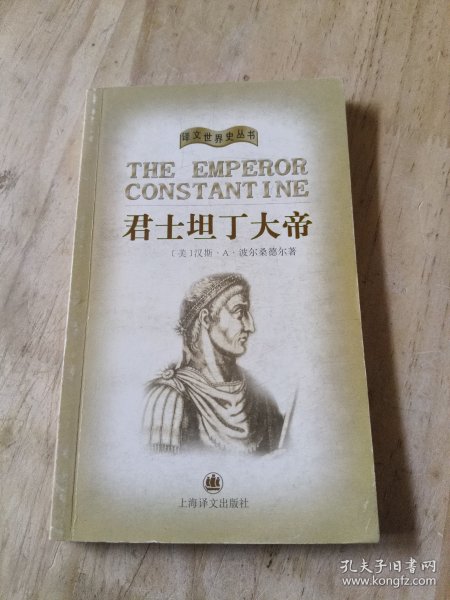 译文世界史丛书
THE EMPEROR
CONSTANTINE
君士坦丁大帝
〔美〕汉斯·A·波尔桑德尔著
上海译文出版社
孔夫子旧书网
www.kongfz.com